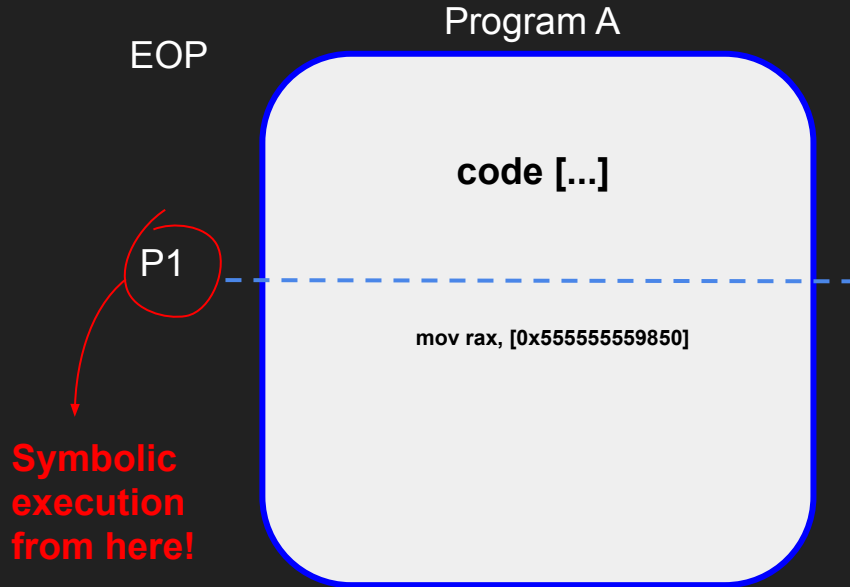 Program A
EOP
code [...]
P1
mov rax, [0x555555559850]
Symbolic
execution
from here!